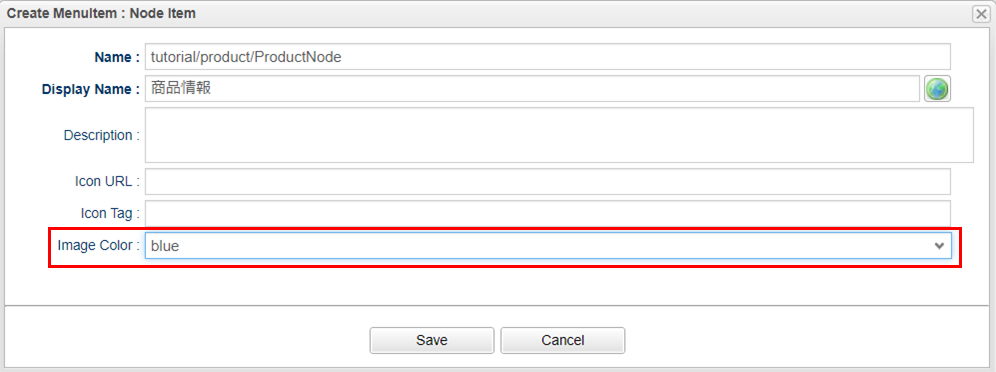 Create MenuItem : Node Item
Name : tutorial/product/ProductNode
Display Name : 商品情報
Description :
Icon URL :
Icon Tag :
Image Color : blue
Save Cancel